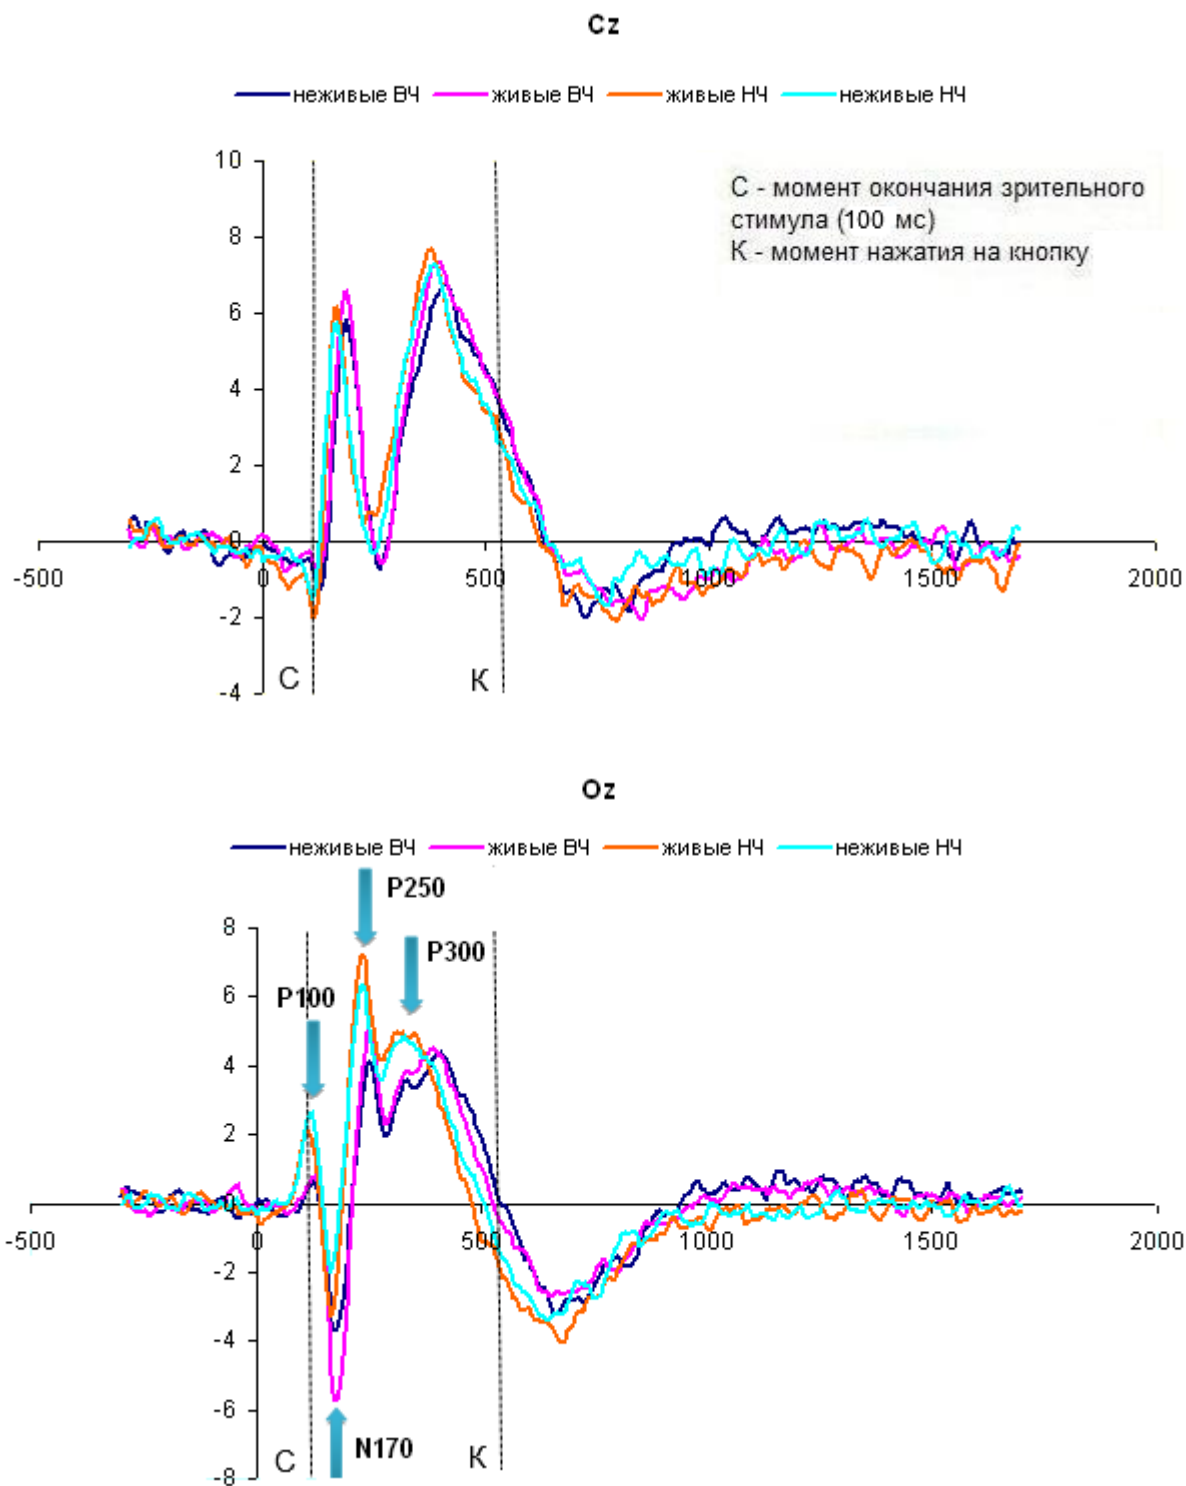 Cz
неживые ВЧ живые ВЧ живые НЧ неживые НЧ
С - момент окончания зрительного
стимула (100 мс)
К - момент нажатия на кнопку
10
8
6
4
2
0
-500 0 500 1000 1500 2000
-2
С К
-4
Oz
неживые ВЧ живые ВЧ живые НЧ неживые НЧ
P250
8
P300
6
P100
4
2
0
-500 0 500 1000 1500 2000
-2
-4
-6
N170
С К
-8